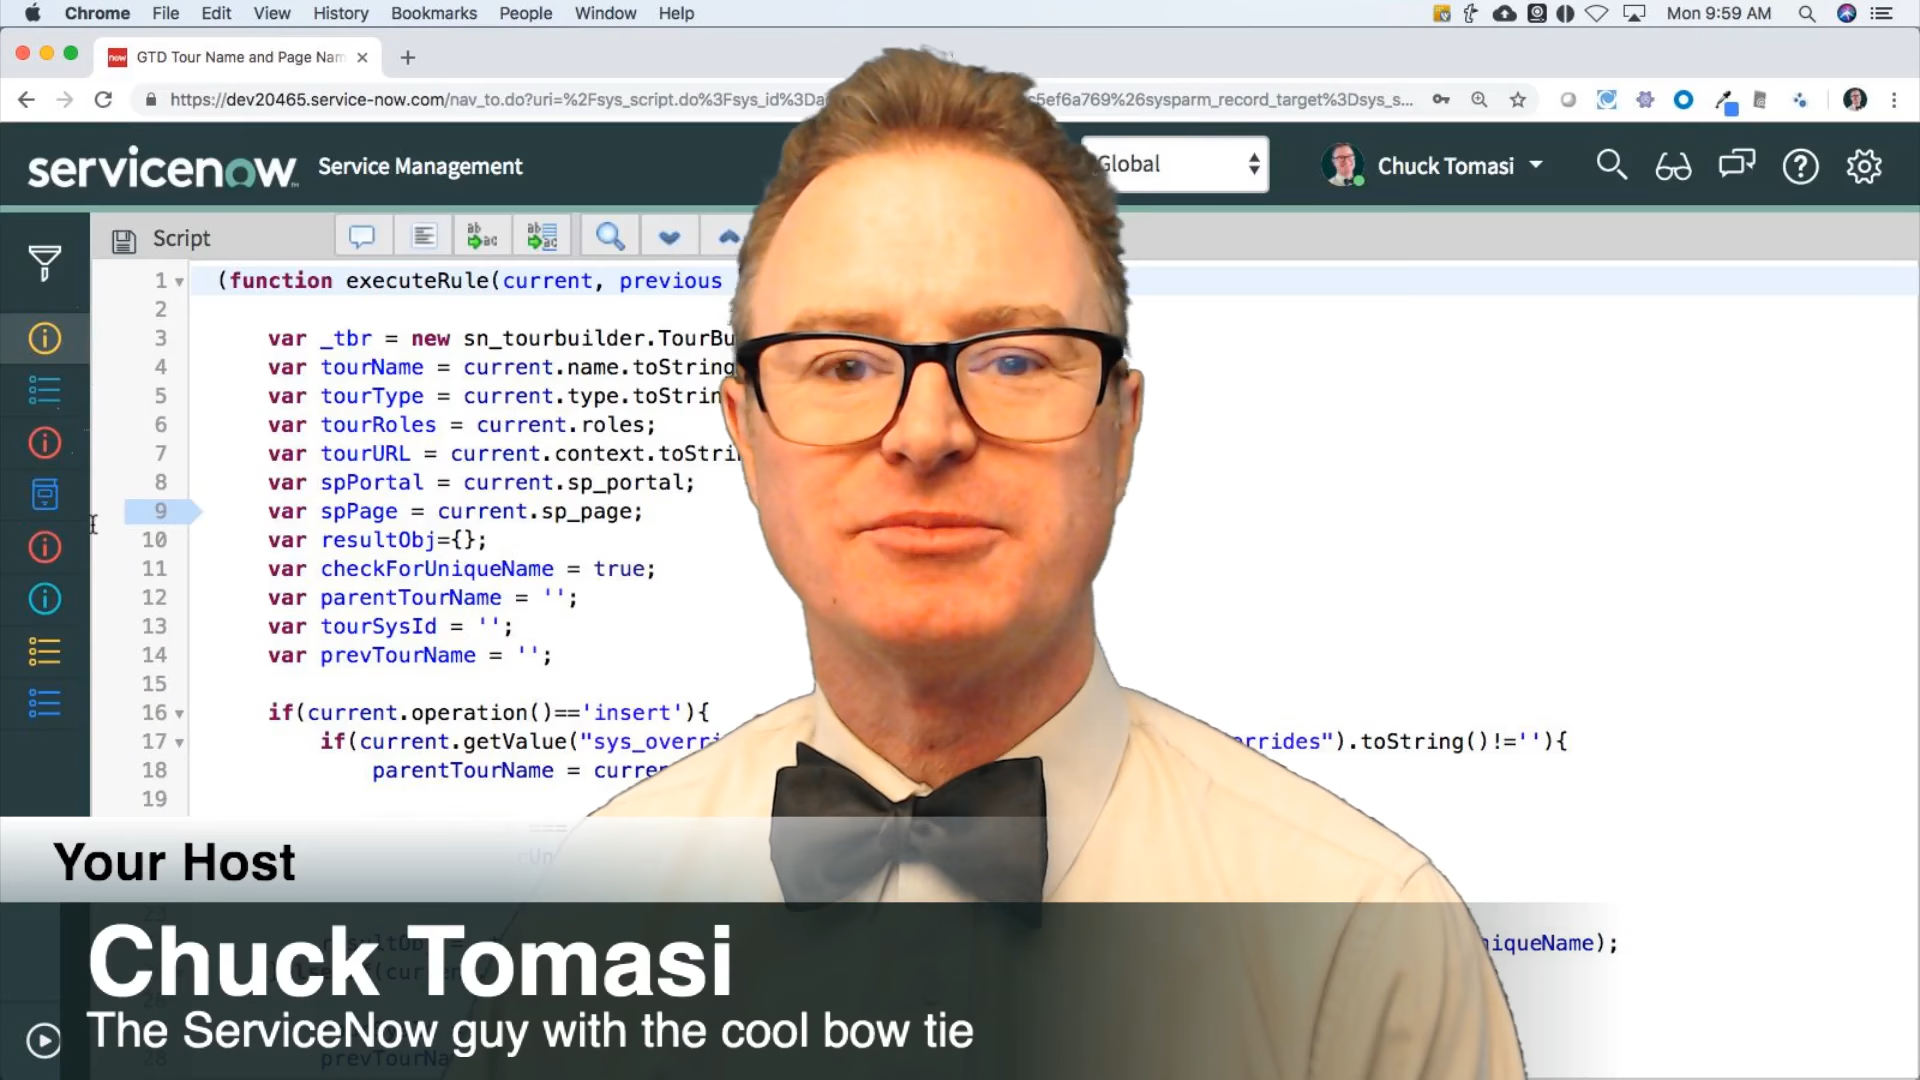 Chrome File Edit View History Bookmarks People Window Help Mon 9:59 AM
now GTD Tour Name and Page Nam
https://dev20465.service-now.com/nav_to.do?uri=%2Fsys_script.do%3Fsys_id%3Da c5ef6a769%26sysparm_record_target%3Dsys_s...
servicenow Service Management Global Chuck Tomasi
Script
1 (function executeRule(current, previous
2
3 var _tbr = new sn_tourbuilder.TourBu
4 var tourName = current.name.toString
5 var tourType = current.type.toStrin
6 var tourRoles = current.roles;
7 var tourURL = current.context.toStri
8 var spPortal = current.sp_portal;
9 var spPage = current.sp_page;
10 var resultObj={};
11 var checkForUniqueName = true;
12 var parentTourName = '';
13 var tourSysId = '';
14 var prevTourName = '';
15
16 if(current.operation()=='insert'){
17 if(current.getValue("sys_overri rrides").toString()!=''){
18 parentTourName = curren
19
Your Host
iqueName);
Chuck Tomasi
The ServiceNow guy with the cool bow tie
28 prevTourNa